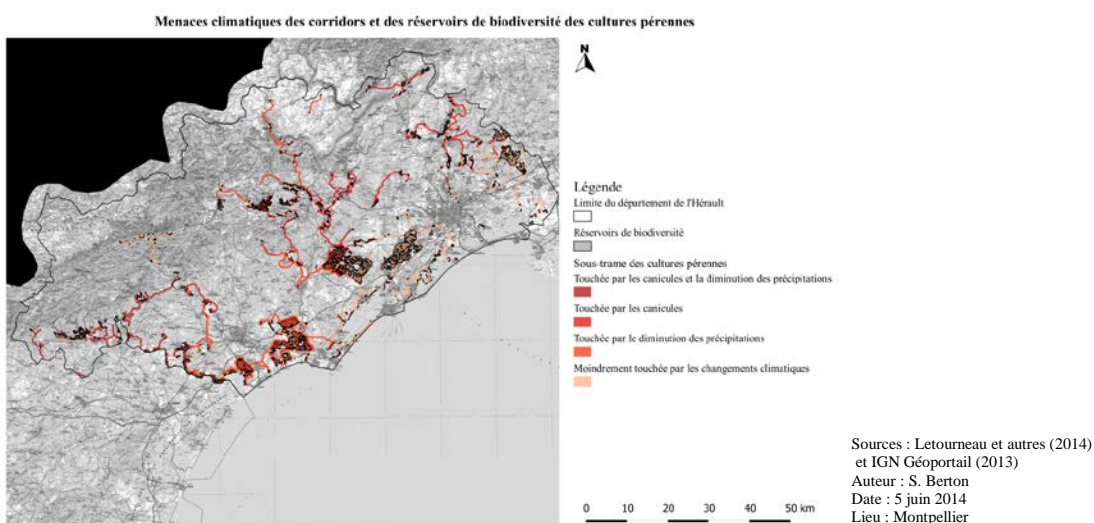 Menaces climatiques des corridors et des réservoirs de biodiversité des cultures pérennes
N
Légende
Limite du département de l'Hérault
Réservoirs de biodiversité
Sous-trame des cultures pérennes
Touchée par les canicules et la diminution des précipitations
Touchée par les canicules
Touchée par le diminution des précipitations
Moindrement touchée par les changements climatiques
0 10 20 30 40 50 km
Sources : Letourneau et autres (2014)
et IGN Géoportail (2013)
Auteur : S. Berton
Date : 5 juin 2014
Lieu : Montpellier